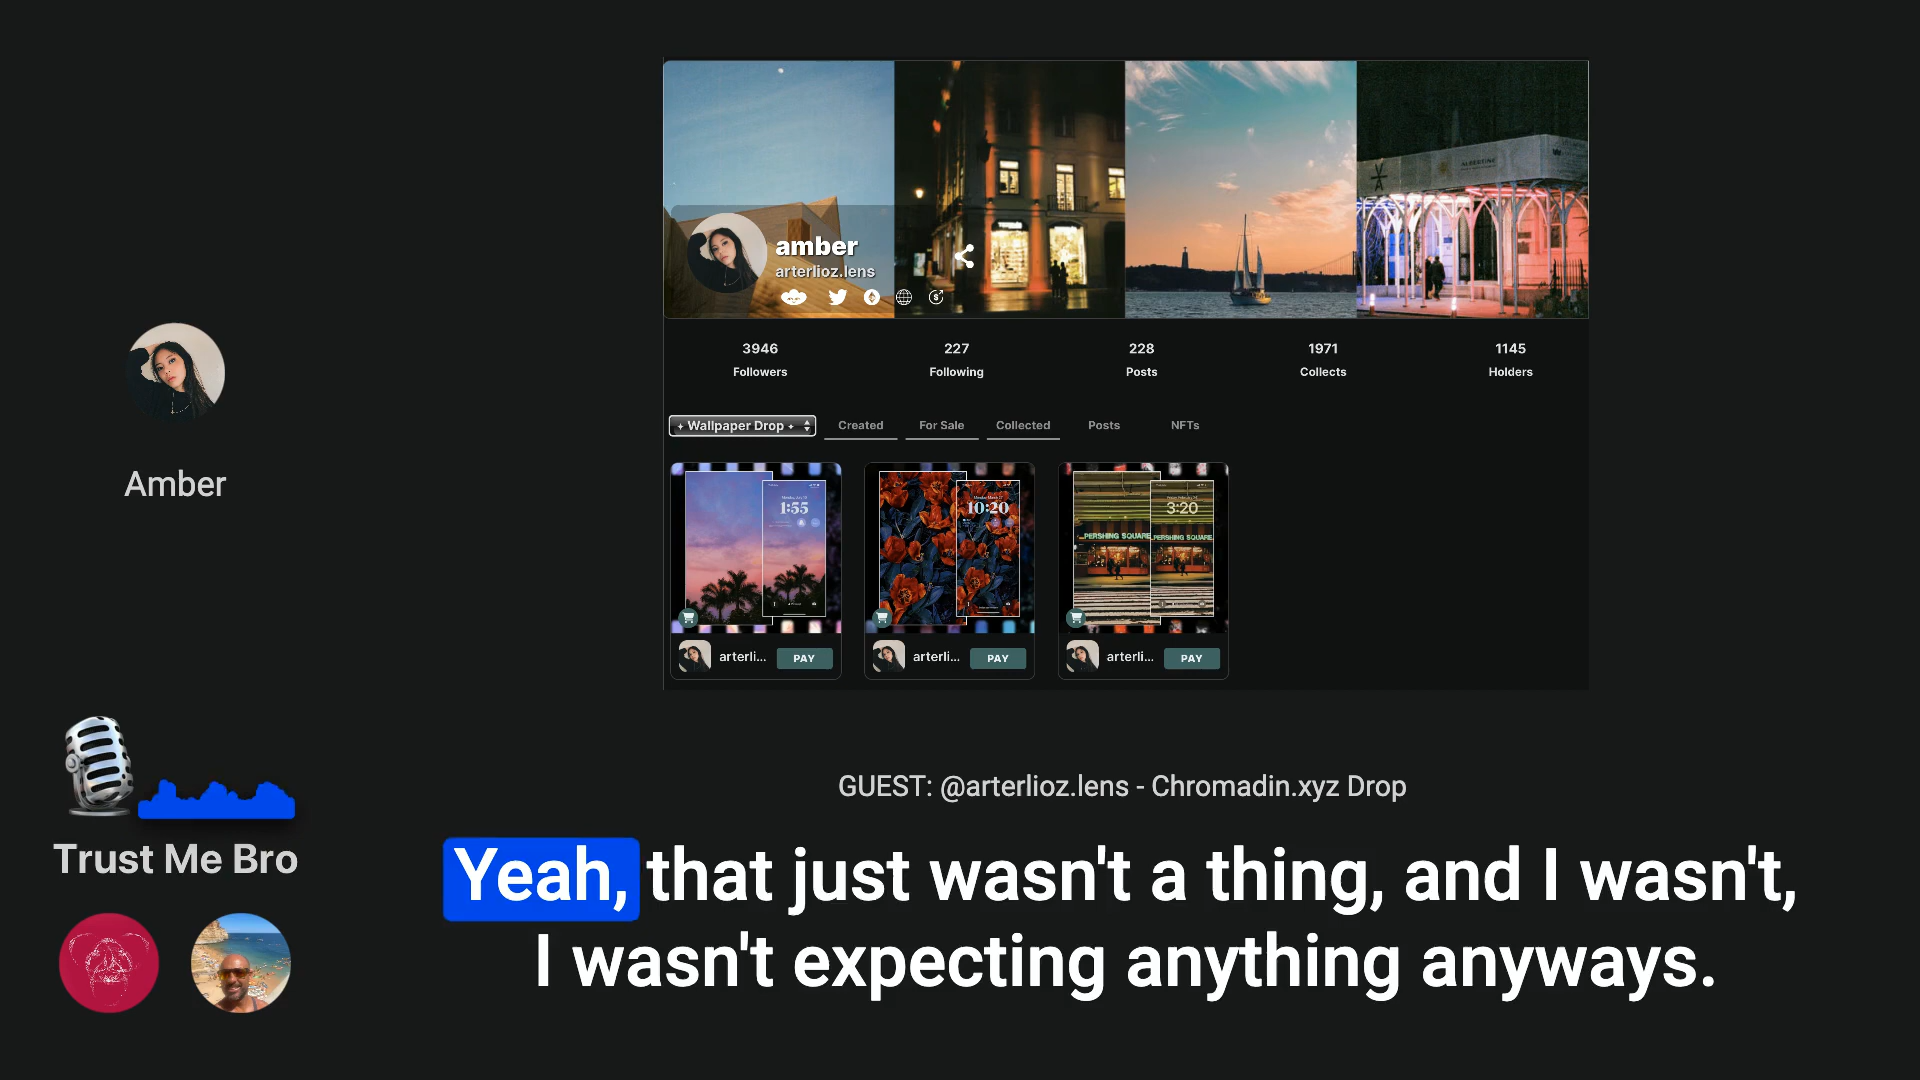 ALBERTINE
amber
arterlioz.lens
3946
Followers
227
Following
228
Posts
1971
Collects
1145
Holders
Wallpaper Drop
Created
For Sale
Collected
Posts
NFTs
1:55
10:20
PERSHING SQUARE
PERSHING SQUARE
3:20
arterli...
PAY
arterli...
PAY
arterli...
PAY
Amber
Trust Me Bro
GUEST: @arterlioz.lens - Chromadin.xyz Drop
Yeah, that just wasn't a thing, and I wasn't,
I wasn't expecting anything anyways.